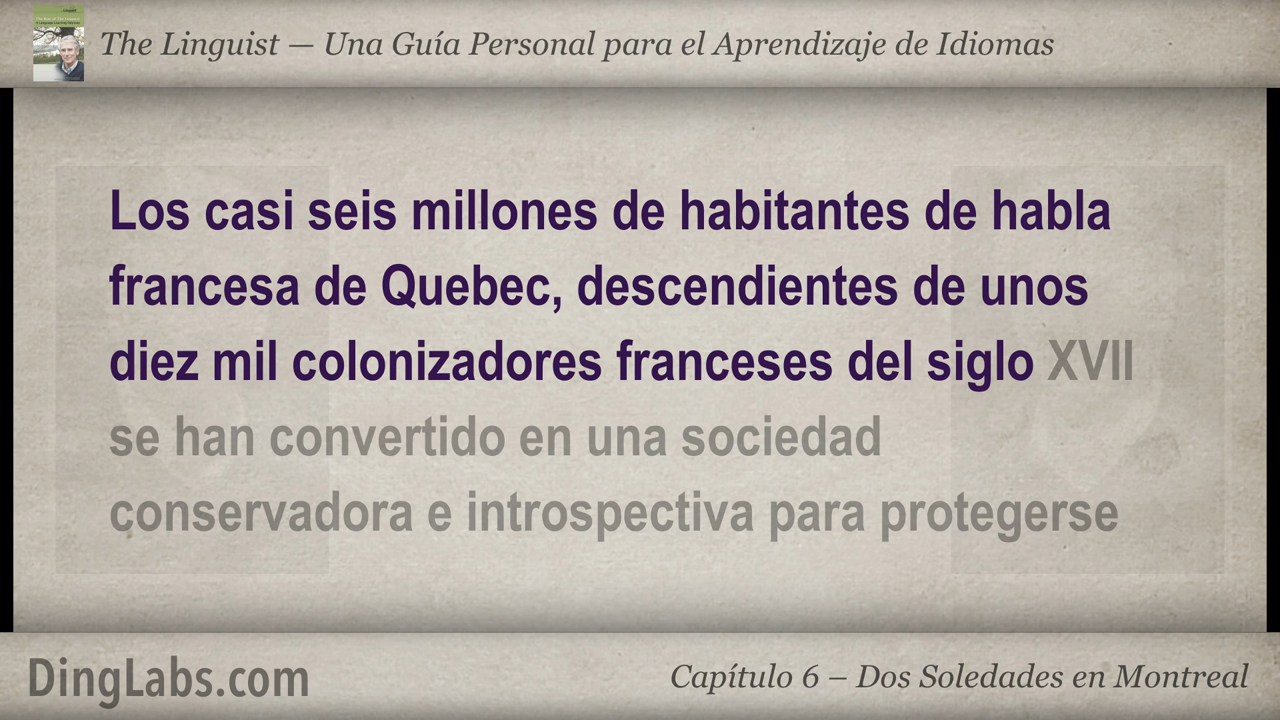 The Linguist — Una Guía Personal para el Aprendizaje de Idiomas
Los casi seis millones de habitantes de habla
francesa de Quebec, descendientes de unos
diez mil colonizadores franceses del siglo XVII
se han convertido en una sociedad
conservadora e introspectiva para protegerse
DingLabs.com
Capítulo 6 – Dos Soledades en Montreal